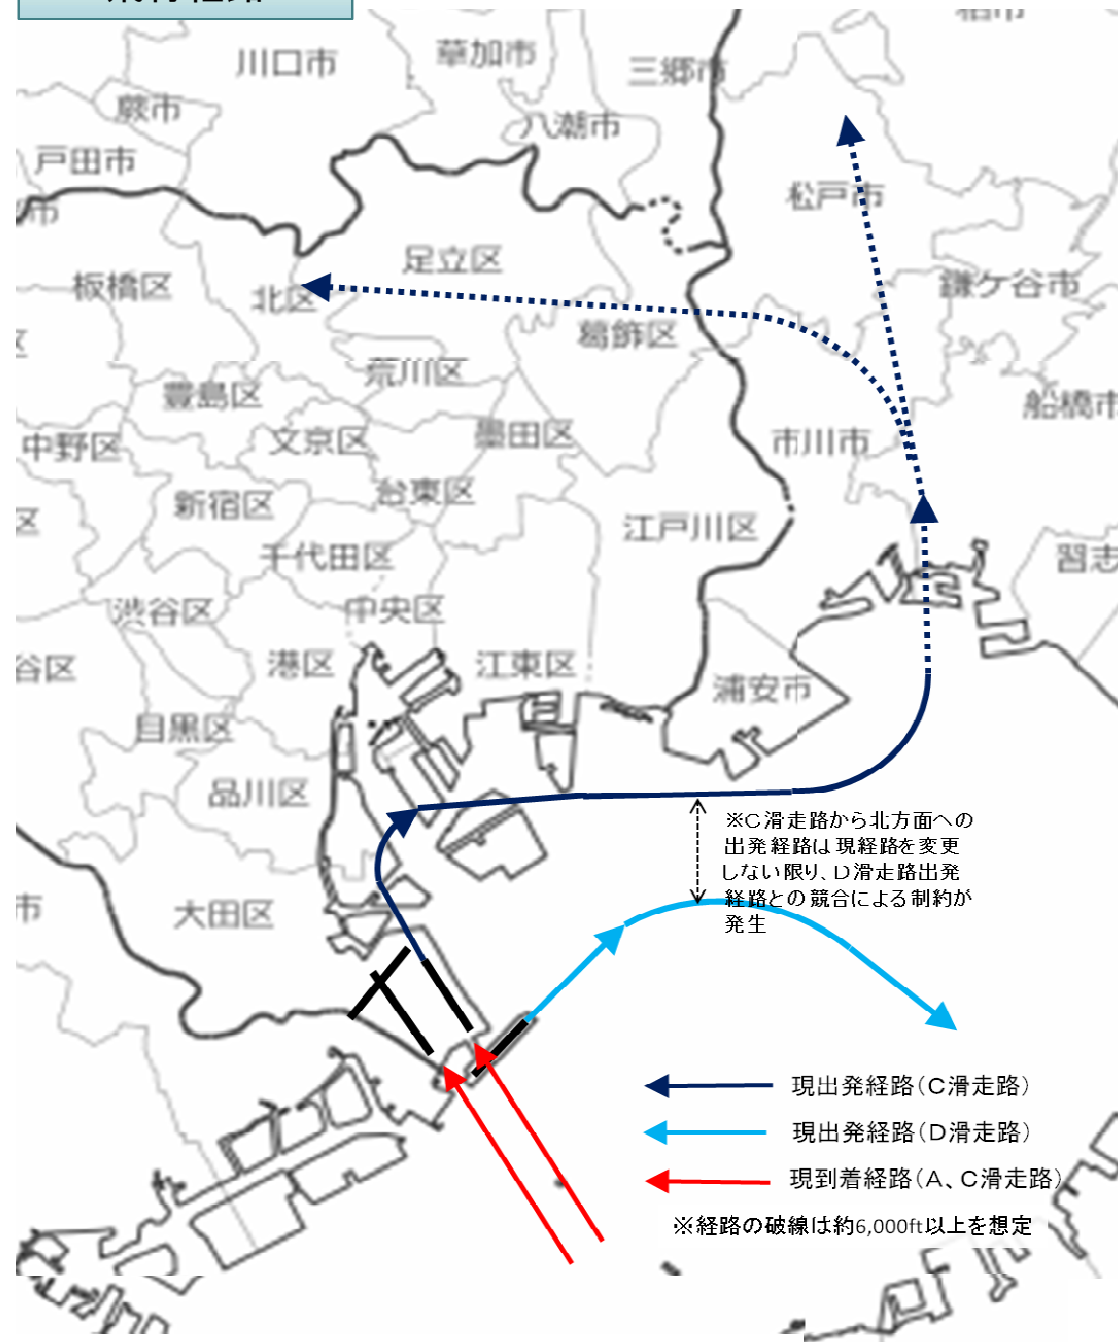 川口市
草加市
三郷市
蕨市
八潮市
戸田市
松戸市
足立区
板橋区
北区
鎌ケ谷市
葛飾区
荒川区
豊島区
船橋市
中野区
文京区
墨田区
市川市
新宿区
台東区
江戸川区
千代田区
習志
渋谷区
中央区
谷区
港区
江東区
浦安市
目黒区
品川区
※C滑走路から北方面への
出発経路は現経路を変更
しない限り、D滑走路出発
経路との競合による制約が
発生
市
大田区
現出発経路(C滑走路)
現出発経路(D滑走路)
現到着経路(A、C滑走路)
※経路の破線は約6,000ft以上を想定